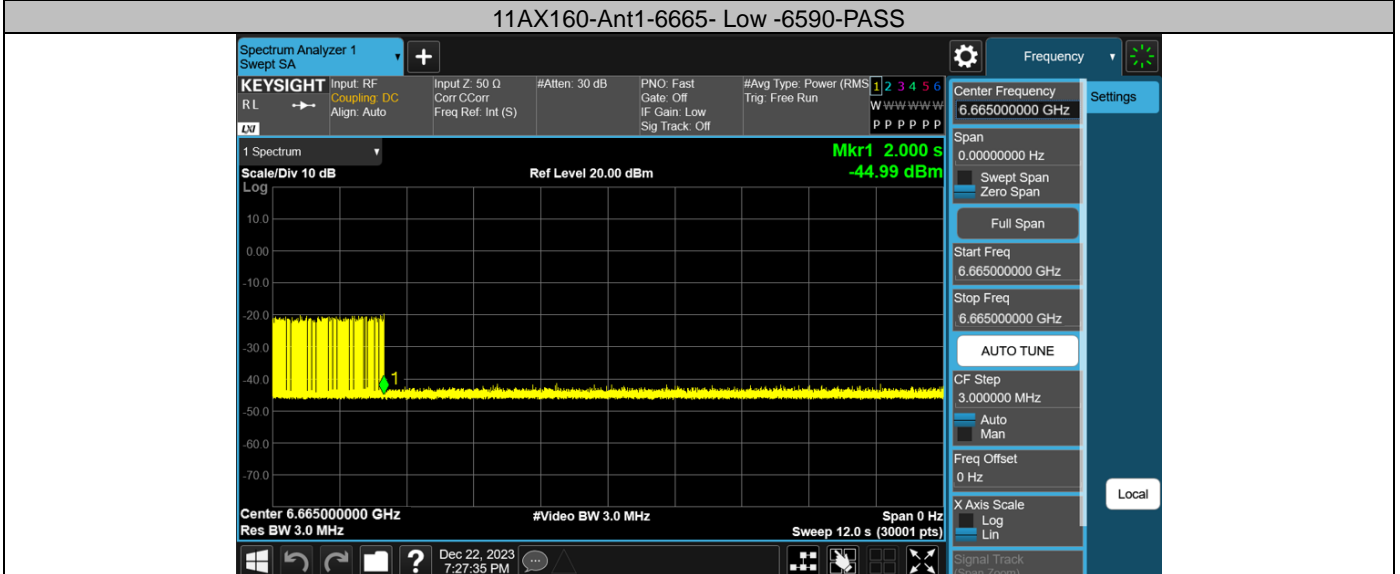 11AX160-Ant1-6665- Low -6590-PASS
Spectrum Analyzer 1
Swept SA
+
Frequency
KEYSIGHT
RL
LXI
Input: RF
Coupling: DC
Align: Auto
Input Z: 50 Ω
Corr CCorr
Freq Ref: Int (S)
#Atten: 30 dB
PNO: Fast
Gate: Off
IF Gain: Low
Sig Track: Off
#Avg Type: Power (RMS
Trig: Free Run
1 2 3 4 5 6
W W W W W W
P P P P P P
1 Spectrum
Mkr1 2.000 s
Scale/Div 10 dB
Ref Level 20.00 dBm
-44.99 dBm
Log
10.0
0.00
-10.0
-20.0
-30.0
-40.0
-50.0
-60.0
-70.0
1
Center 6.665000000 GHz
#Video BW 3.0 MHz
Span 0 Hz
Res BW 3.0 MHz
Sweep 12.0 s (30001 pts)
?
Dec 22, 2023
7:27:35 PM
Center Frequency
6.665000000 GHz
Span
0.00000000 Hz
Swept Span
Zero Span
Full Span
Start Freq
6.665000000 GHz
Stop Freq
6.665000000 GHz
AUTO TUNE
CF Step
3.000000 MHz
Auto
Man
Freq Offset
0 Hz
X Axis Scale
Log
Lin
Signal Track
(Span Zoom)
Settings
Local